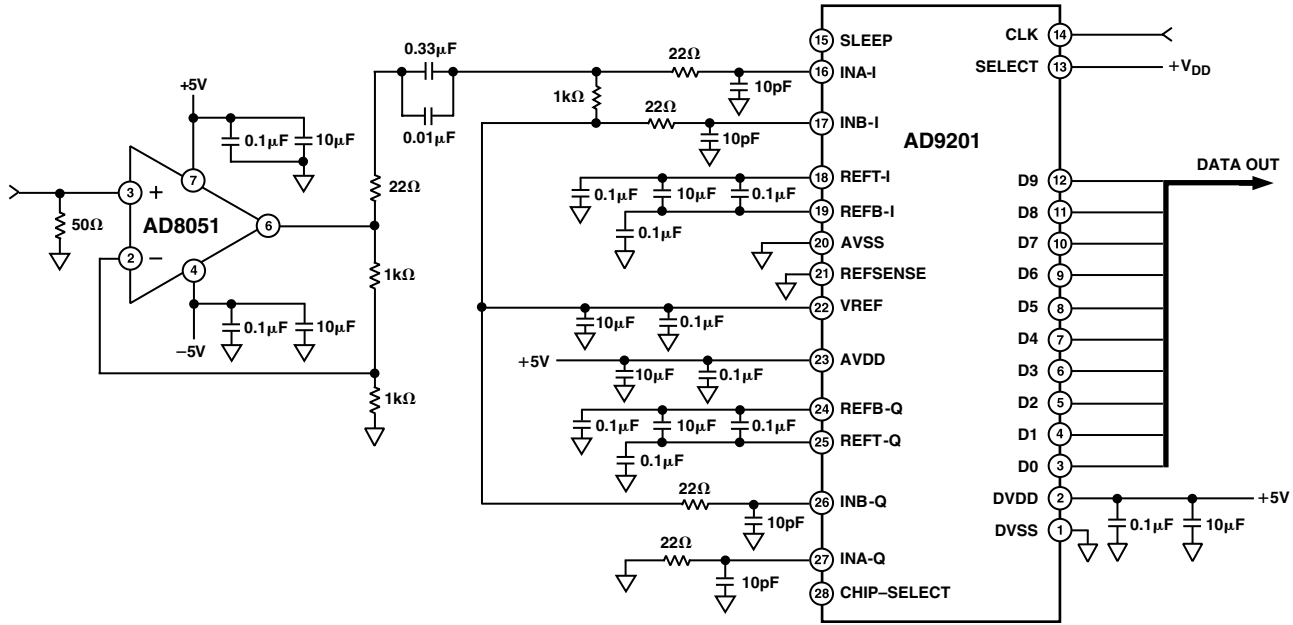 +5V
0.1μF
10μF
3
+
7
AD8051
6
50Ω
2
−
4
0.1μF
10μF
−5V
22Ω
1kΩ
1kΩ
0.33μF
0.01μF
1kΩ
22Ω
10pF
22Ω
10pF
0.1μF
10μF
0.1μF
0.1μF
10μF
0.1μF
+5V
10μF
0.1μF
0.1μF
10μF
0.1μF
0.1μF
22Ω
10pF
22Ω
10pF
AD9201
15 SLEEP
16 INA-I
17 INB-I
18 REFT-I
19 REFB-I
20 AVSS
21 REFSENSE
22 VREF
23 AVDD
24 REFB-Q
25 REFT-Q
26 INB-Q
27 INA-Q
28 CHIP–SELECT
CLK 14
SELECT 13 +VDD
DATA OUT
D9 12
D8 11
D7 10
D6 9
D5 8
D4 7
D3 6
D2 5
D1 4
D0 3
DVDD 2 +5V
DVSS 1
0.1μF
10μF